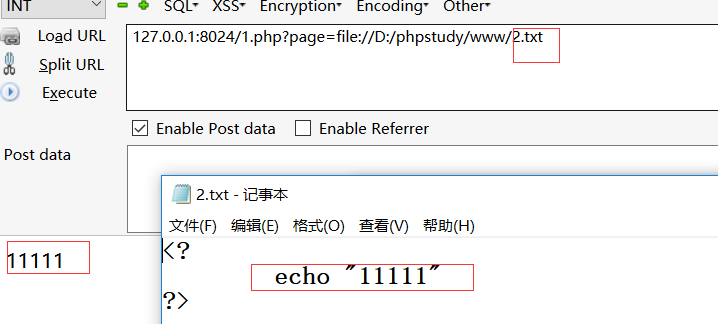 INT SQL▾ XSS▾ Encryption▾ Encoding▾ Other▾
Load URL
127.0.0.1:8024/1.php?page=file://D:/phpstudy/www/2.txt
Split URL
Execute
Enable Post data Enable Referrer
Post data
2.txt - 记事本
文件(F) 编辑(E) 格式(O) 查看(V) 帮助(H)
11111
<?
echo "11111"
?>